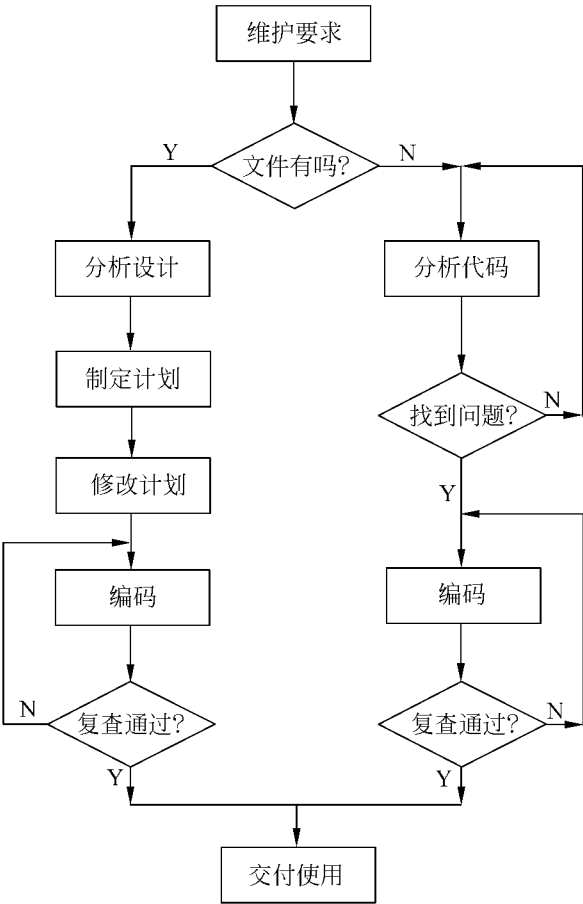 维护要求
文件有吗?
Y
N
分析设计
分析代码
制定计划
找到问题?
N
修改计划
Y
编码
编码
复查通过?
N
Y
复查通过?
N
Y
交付使用